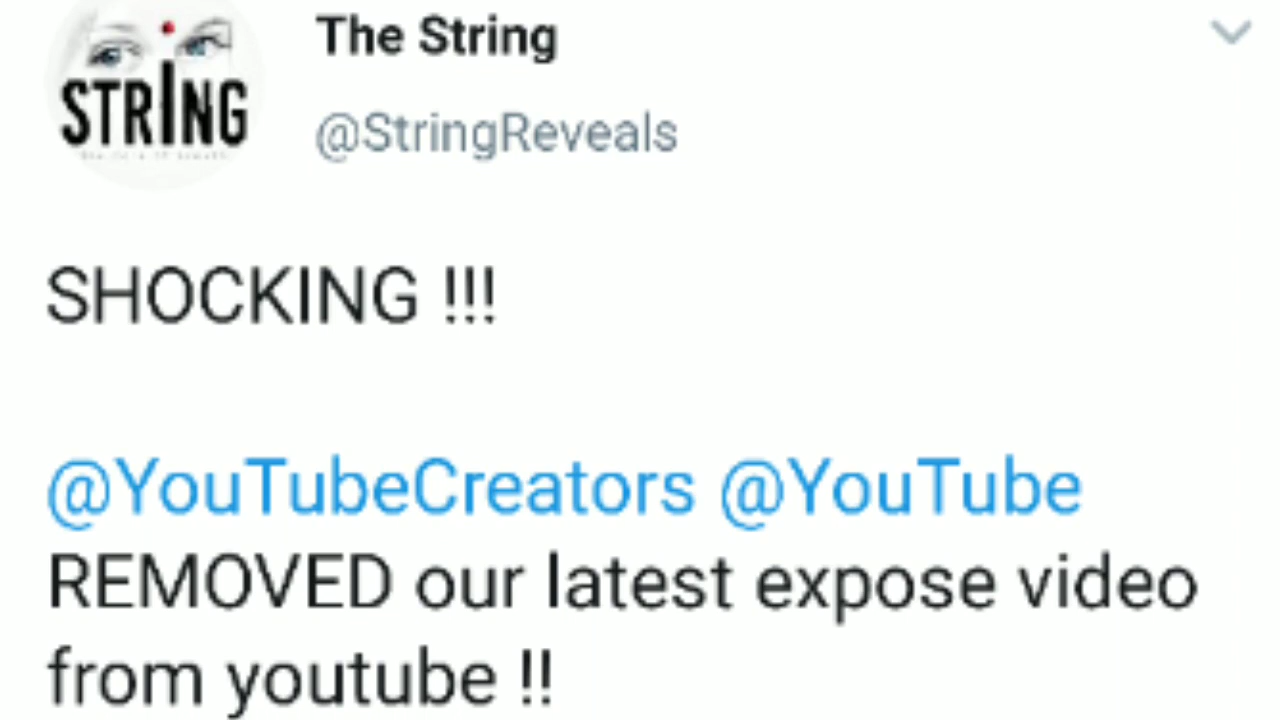 STRING
The String
@StringReveals
SHOCKING !!!
@YouTubeCreators @YouTube
REMOVED our latest expose video
from youtube !!